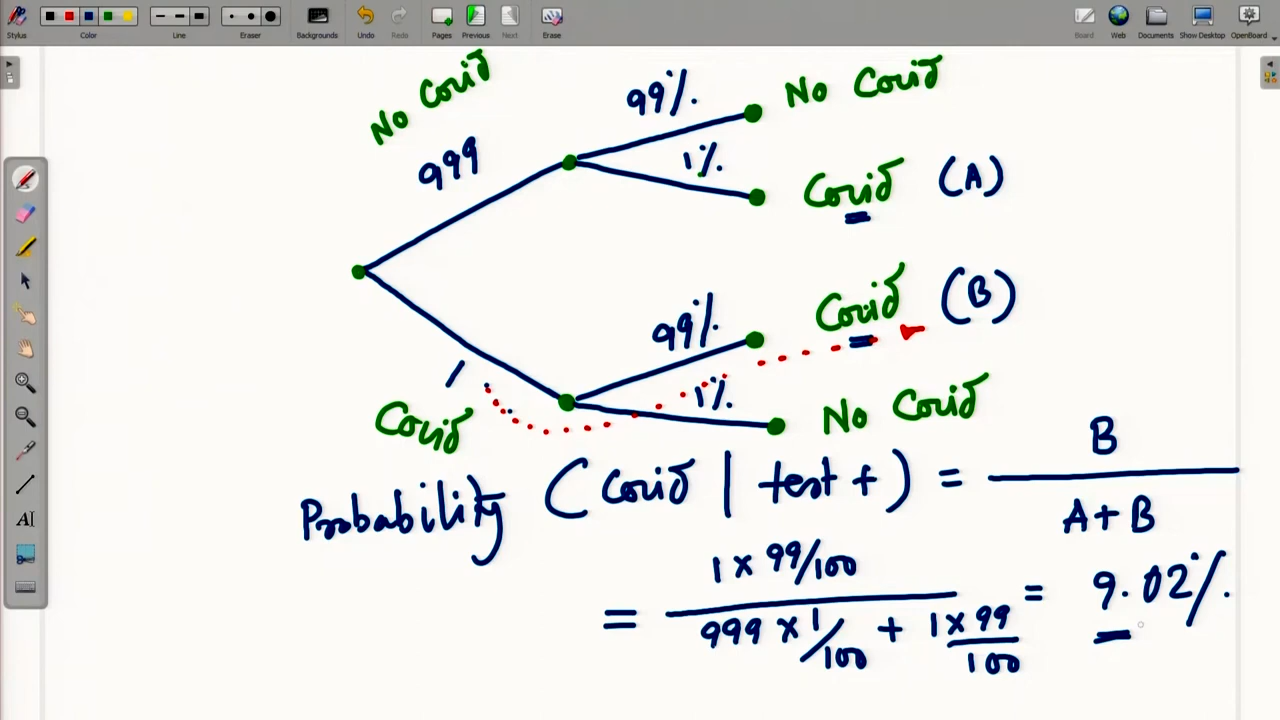 Stylus Color Line Eraser Backgrounds Undo Redo Pages Previous Next Erase Board Web Documents Show Desktop OpenBoard
No Covid
99%
No Covid
999
1%
Covid (A)
99%
Covid (B)
1
1%
Covid
No Covid
Probability (Covid | test +) = B
A + B
= 1 x 99/100
999 x 1/100 + 1 x 99
100
= 9.02%
AI